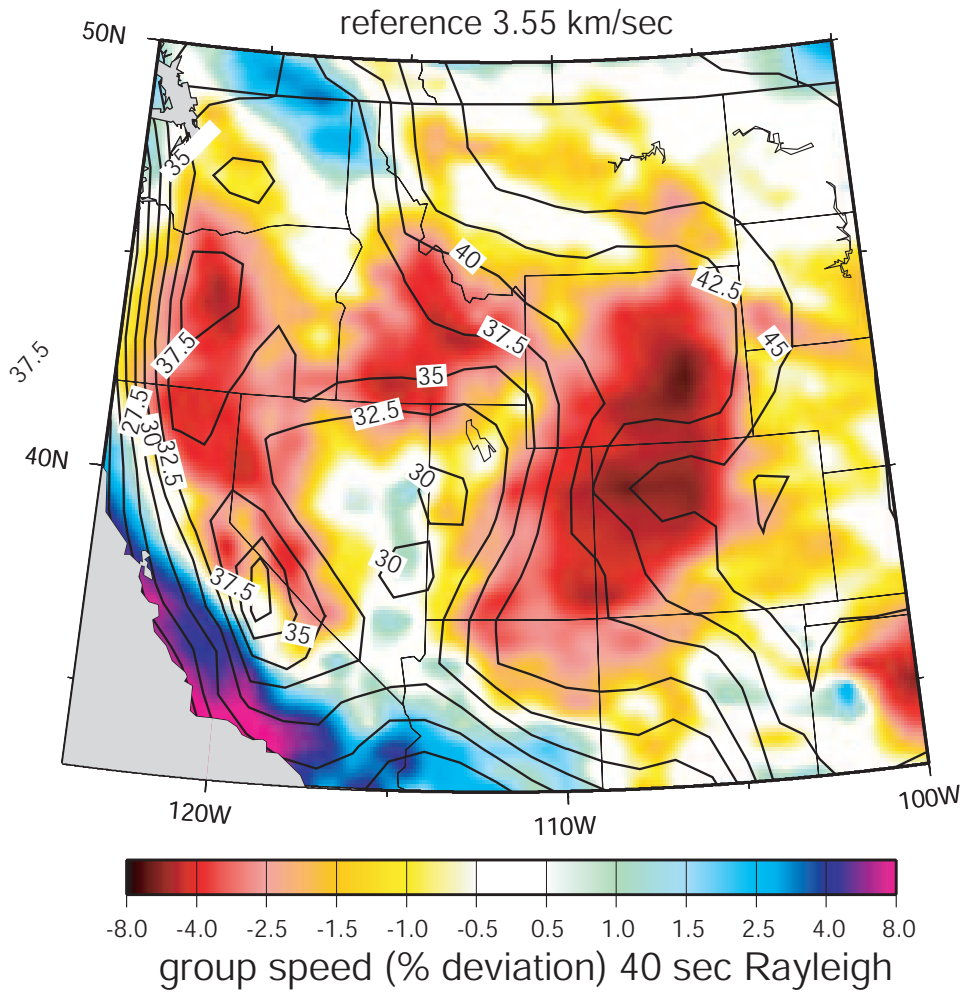 reference 3.55 km/sec
50N
35
40
42.5
37.5
37.5
37.5
45
35
27.5
30
32.5
32.5
40N
30
30
37.5
35
120W
110W
100W
-8.0 -4.0 -2.5 -1.5 -1.0 -0.5 0.5 1.0 1.5 2.5 4.0 8.0
group speed (% deviation) 40 sec Rayleigh